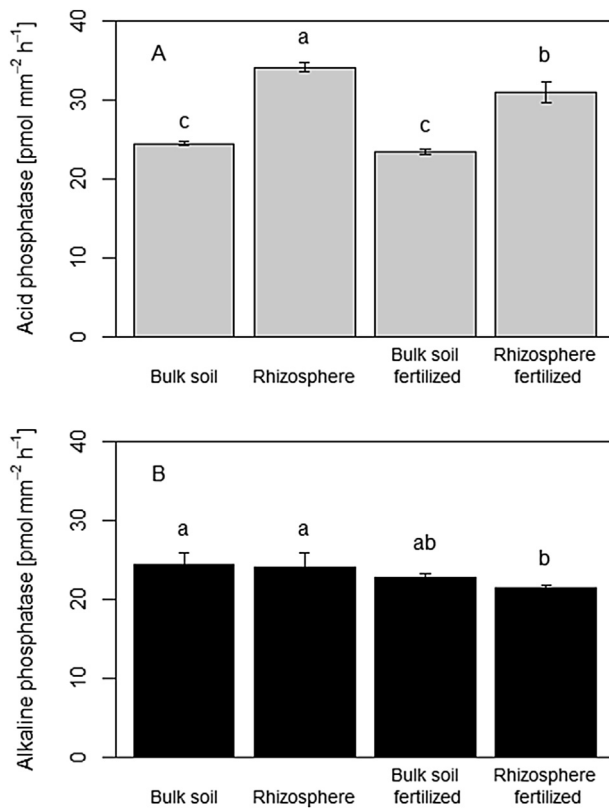 A
Acid phosphatase [pmol mm⁻² h⁻¹]
40
30
20
10
0
c
a
c
b
Bulk soil
Rhizosphere
Bulk soil
fertilized
Rhizosphere
fertilized
B
Alkaline phosphatase [pmol mm⁻² h⁻¹]
40
30
20
10
0
a
a
ab
b
Bulk soil
Rhizosphere
Bulk soil
fertilized
Rhizosphere
fertilized